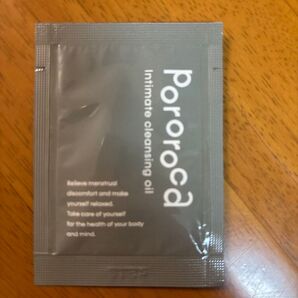 pororoca
Intimate cleansing oil
Relieve menstrual
discomfort and make
yourself relaxed.
Take care of yourself
for the health of your body
and mind.